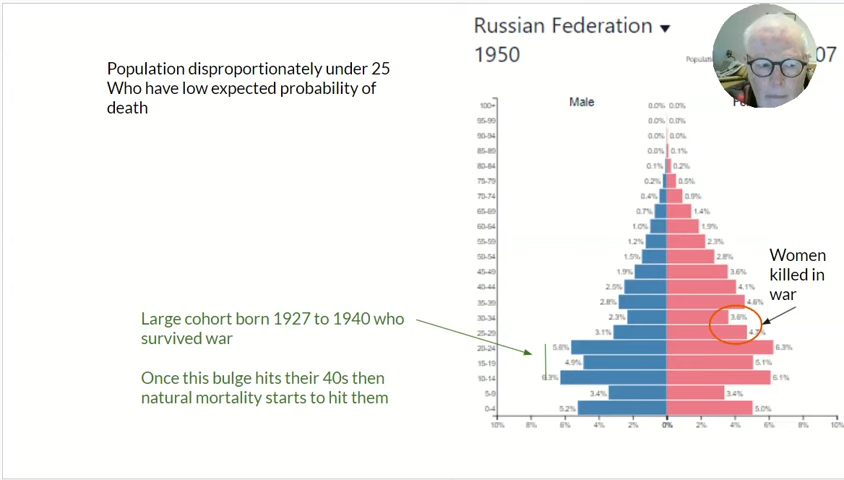 Russian Federation
1950
07
Population disproportionately under 25
Who have low expected probability of
death
Male
100+ 0.0% 0.0%
95-99 0.0% 0.0%
90-94 0.0% 0.0%
85-89 0.0% 0.1%
80-84 0.1% 0.2%
75-79 0.2% 0.5%
70-74 0.4% 0.9%
65-69 0.7% 1.4%
60-64 1.0% 1.9%
55-59 1.2% 2.3%
50-54 1.5% 2.8%
45-49 1.9% 3.6%
40-44 2.5% 4.1%
35-39 2.8% 4.6%
30-34 2.3% 3.6%
25-29 3.1%
20-24 5.6% 6.3%
15-19 4.9% 5.1%
10-14 6.3% 6.1%
5-9 3.4% 3.4%
0-4 5.2% 5.0%
10% 8% 6% 4% 2% 0% 2% 4% 6% 8% 10%
Women
killed in
war
Large cohort born 1927 to 1940 who
survived war
Once this bulge hits their 40s then
natural mortality starts to hit them